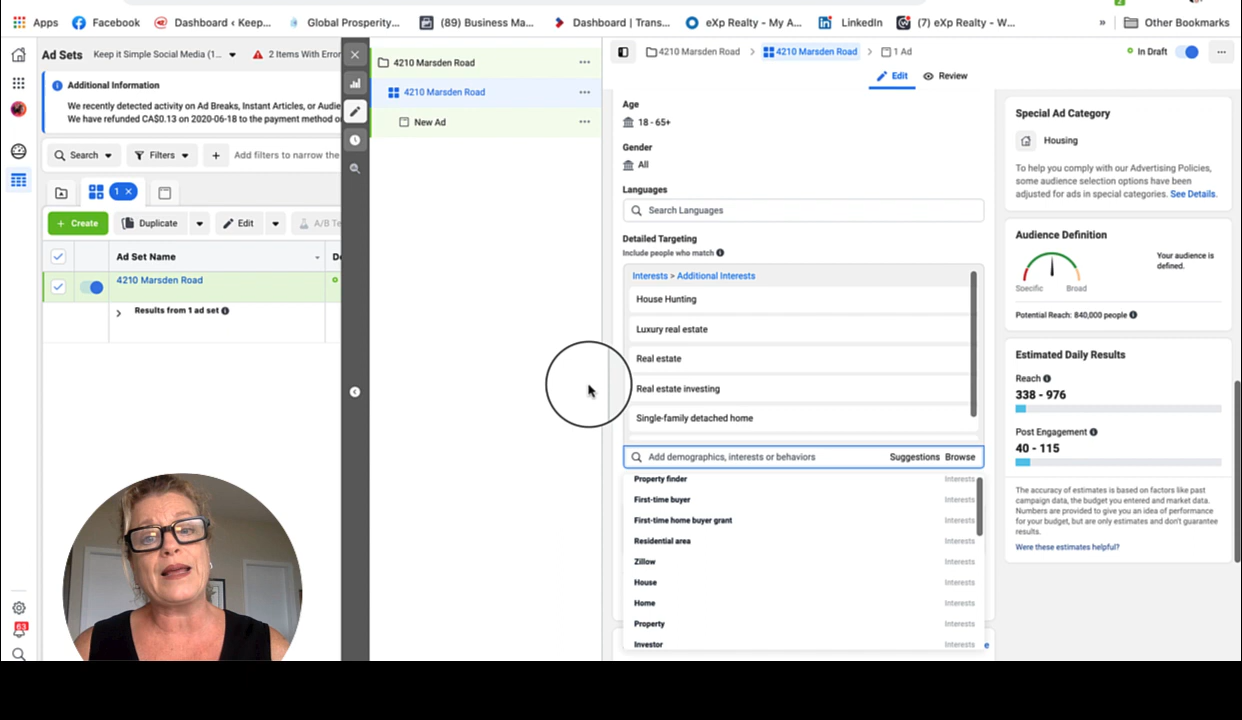 Apps
Facebook
Dashboard ‹ Keep...
Global Prosperity...
(89) Business Ma...
Dashboard | Trans...
eXp Realty - My A...
LinkedIn
(7) eXp Realty - W...
»
Other Bookmarks
Ad Sets
Keep it Simple Social Media (1...
2 Items With Error
Additional Information
We recently detected activity on Ad Breaks, Instant Articles, or Audie
We have refunded CA$0.13 on 2020-06-18 to the payment method o
Search
Filters
+
Add filters to narrow the
1 ×
+ Create
Duplicate
Edit
A/B Te
Ad Set Name
De
4210 Marsden Road
Results from 1 ad set
63
4210 Marsden Road
...
4210 Marsden Road
...
New Ad
...
4210 Marsden Road
4210 Marsden Road
1 Ad
In Draft
...
Edit
Review
Age
18 - 65+
Gender
All
Languages
Search Languages
Detailed Targeting
Include people who match
Interests > Additional Interests
House Hunting
Luxury real estate
Real estate
Real estate investing
Single-family detached home
Add demographics, interests or behaviors
Suggestions
Browse
Property finder Interests
First-time buyer Interests
First-time home buyer grant Interests
Residential area Interests
Zillow Interests
House Interests
Home Interests
Property Interests
Investor Interests
Special Ad Category
Housing
To help you comply with our Advertising Policies,
some audience selection options have been
adjusted for ads in special categories. See Details.
Audience Definition
Your audience is
defined.
Specific
Broad
Potential Reach: 840,000 people
Estimated Daily Results
Reach
338 - 976
Post Engagement
40 - 115
The accuracy of estimates is based on factors like past
campaign data, the budget you entered and market data.
Numbers are provided to give you an idea of performance
for your budget, but are only estimates and don't guarantee
results.
Were these estimates helpful?